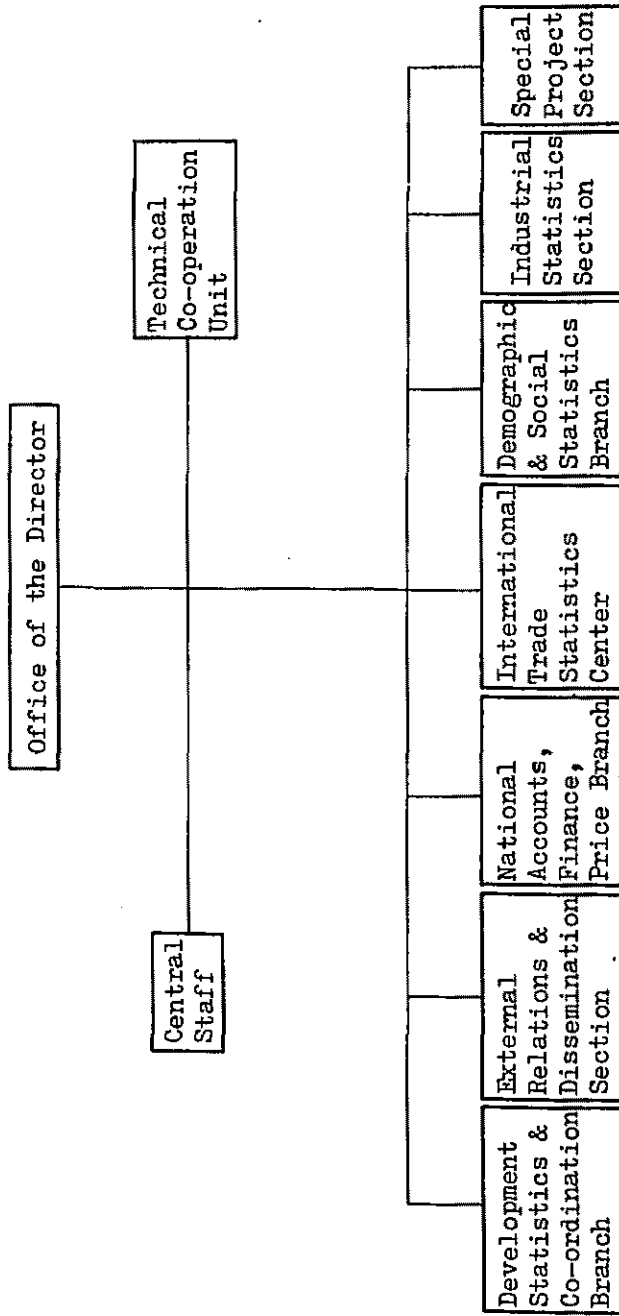 Office of the Director
Central
Staff
Technical
Co-operation
Unit
Development
Statistics &
Co-ordination
Branch
External
Relations &
Dissemination
Section
National
Accounts,
Finance,
Price Branch
International
Trade
Statistics
Center
Demographic
& Social
Statistics
Branch
Industrial
Statistics
Section
Special
Project
Section